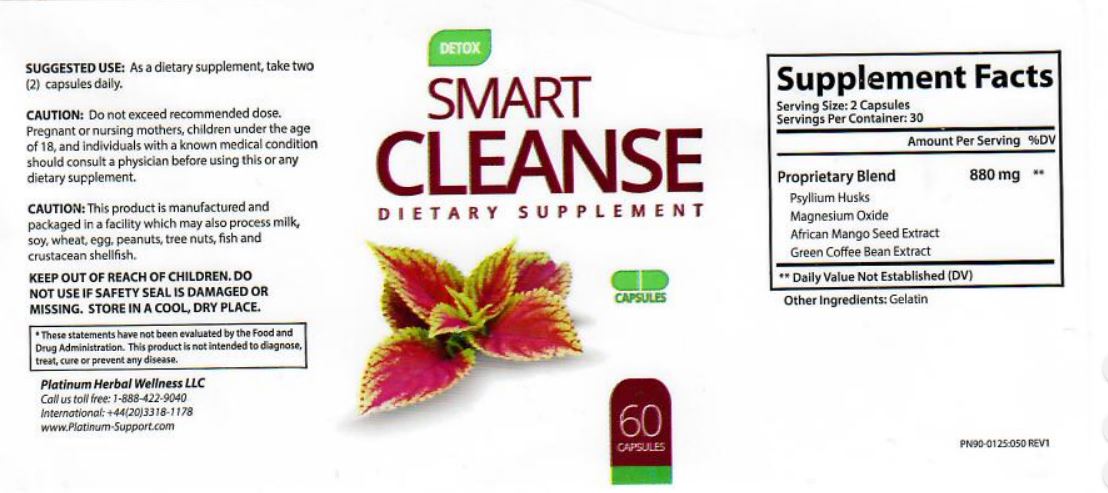 SUGGESTED USE: As a dietary supplement, take two
(2) capsules daily.
CAUTION: Do not exceed recommended dose.
Pregnant or nursing mothers, children under the age
of 18, and individuals with a known medical condition
should consult a physician before using this or any
dietary supplement.
CAUTION: This product is manufactured and
packaged in a facility which may also process milk,
soy, wheat, egg, peanuts, tree nuts, fish and
crustacean shellfish.
KEEP OUT OF REACH OF CHILDREN. DO
NOT USE IF SAFETY SEAL IS DAMAGED OR
MISSING. STORE IN A COOL, DRY PLACE.
* These statements have not been evaluated by the Food and
Drug Administration. This product is not intended to diagnose,
treat, cure or prevent any disease.
Platinum Herbal Wellness LLC
Call us toll free: 1-888-422-9040
International: +44(20)3318-1178
www.Platinum-Support.com
DETOX
SMART
CLEANSE
DIETARY SUPPLEMENT
CAPSULES
60
CAPSULES
Supplement Facts
Serving Size: 2 Capsules
Servings Per Container: 30
Amount Per Serving %DV
Proprietary Blend 880 mg **
Psyllium Husks
Magnesium Oxide
African Mango Seed Extract
Green Coffee Bean Extract
** Daily Value Not Established (DV)
Other Ingredients: Gelatin
PN90-0125:050 REV1